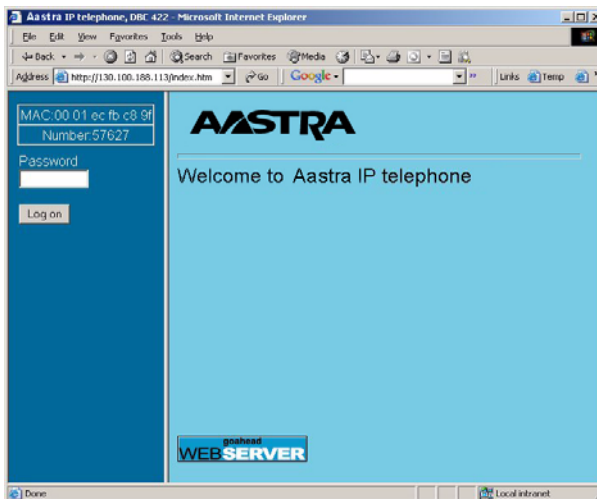 Aastra IP telephone, DBC 422 - Microsoft Internet Explorer
File Edit View Favorites Tools Help
Back Search Favorites Media
Address http://130.100.188.113/index.htm Go Google Links Temp
MAC:00 01 ec fb c8 9f
Number:57627
Password
Log on
AASTRA
Welcome to Aastra IP telephone
goahead
WEBSERVER
Done Local intranet